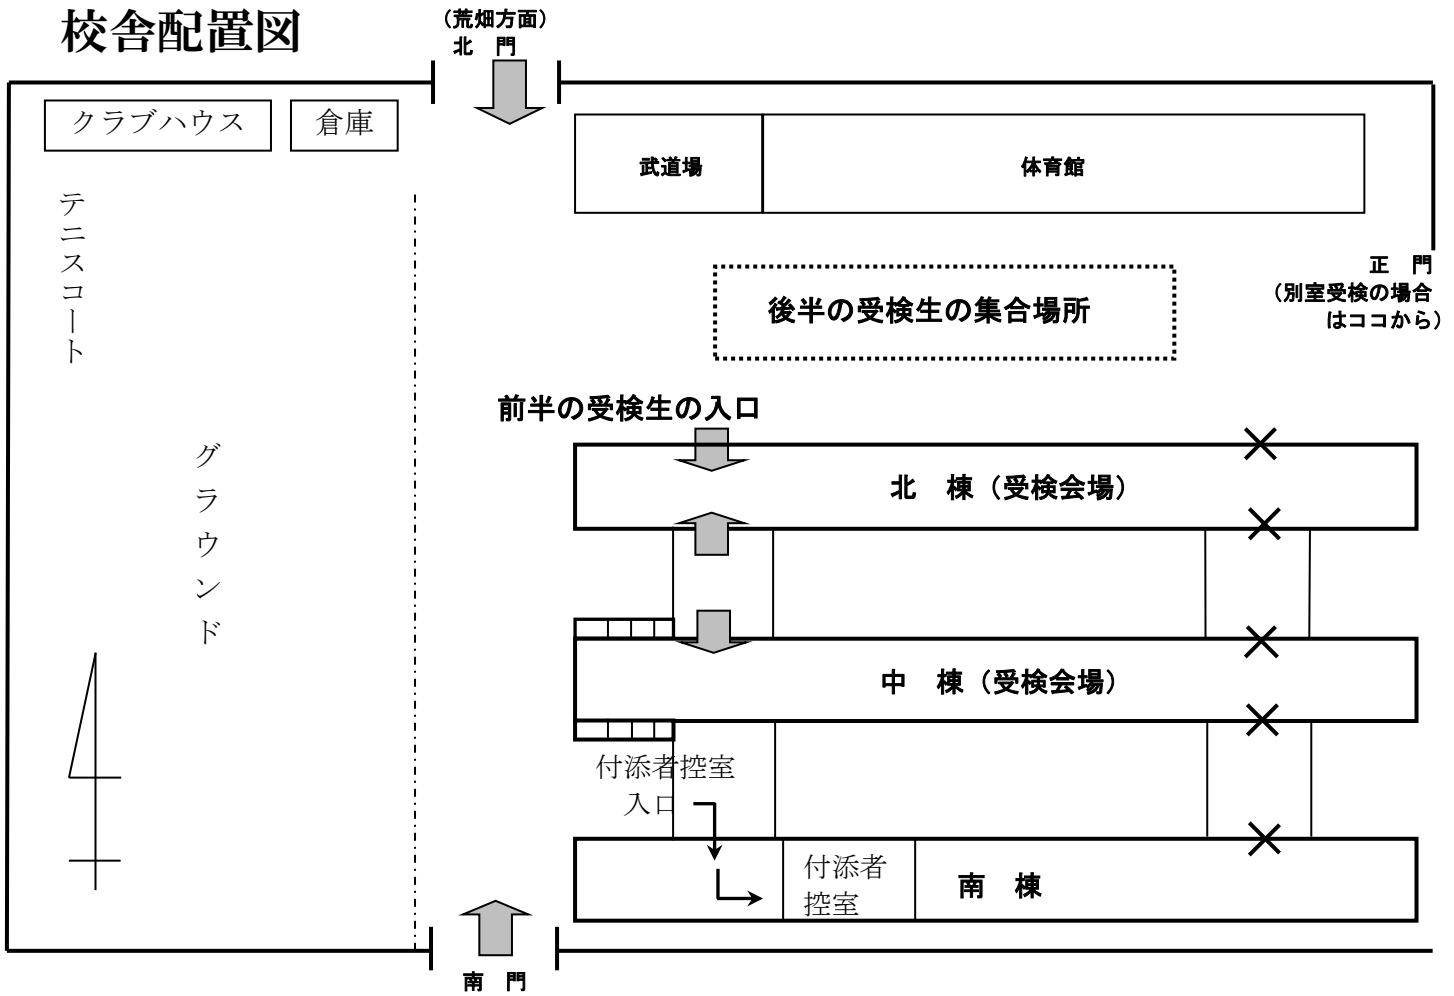 校舎配置図
（荒畑方面）
北　門
クラブハウス
倉庫
武道場
体育館
テニスコート
正　門
（別室受検の場合
はココから）
後半の受検生の集合場所
前半の受検生の入口
グラウンド
北　棟（受検会場）
中　棟（受検会場）
付添者控室
入口
付添者
控室
南　棟
南　門